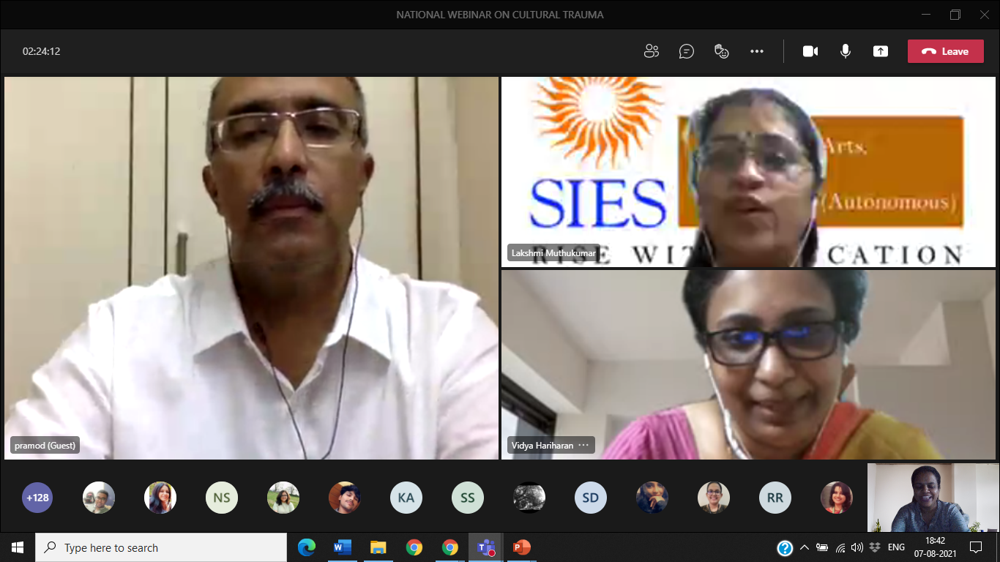 NATIONAL WEBINAR ON CULTURAL TRAUMA
02:24:12
Leave
SIES
Arts,
(Autonomous)
RISE WIT CATION
Lakshmi Muthukumar
pramod (Guest)
Vidya Hariharan
+128
NS
KA
SS
SD
RR
Type here to search
ENG
18:42
07-08-2021